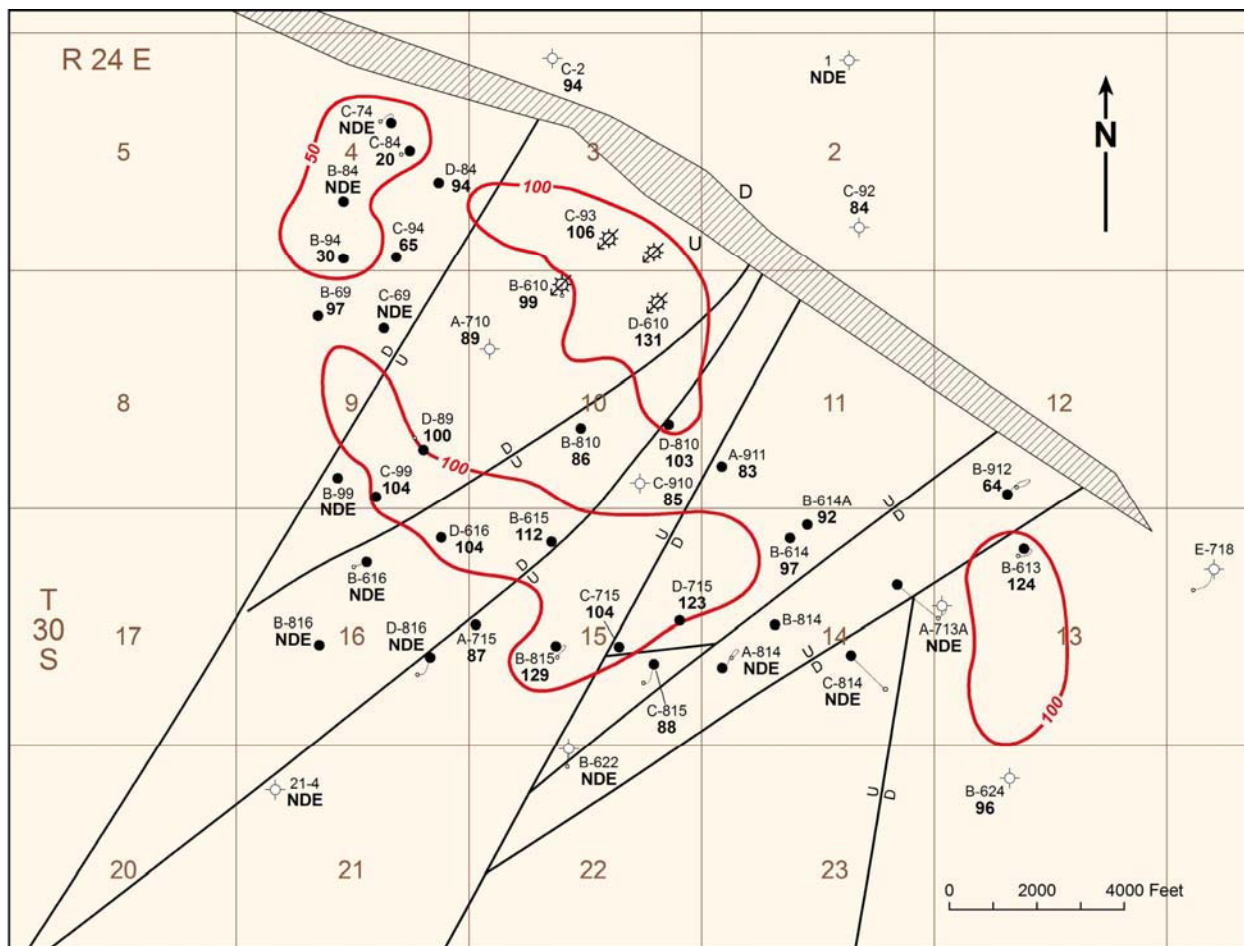 R 24 E
C-2
94
1
NDE
N
5
4
3
2
C-74
NDE
C-84
20
50
B-84
NDE
D-84
94
B-94
30
C-94
65
100
C-93
106
D
U
C-92
84
B-69
97
C-69
NDE
D
U
A-710
89
B-610
99
D-610
131
8
9
10
11
12
D-89
100
100
D
U
B-810
86
D-810
103
C-910
85
A-911
83
C-99
104
B-99
NDE
B-912
64
B-614A
92
U
D
B-614
97
D-616
104
B-615
112
D
U
U
D
B-616
NDE
B-613
124
E-718
T
30
S
17
16
15
14
13
B-816
NDE
D-816
NDE
A-715
87
C-715
104
D-715
123
B-815
129
B-814
A-814
NDE
U
D
A-713A
NDE
C-814
NDE
C-815
88
100
B-622
NDE
21-4
NDE
U
D
B-624
96
20
21
22
23
0 2000 4000 Feet